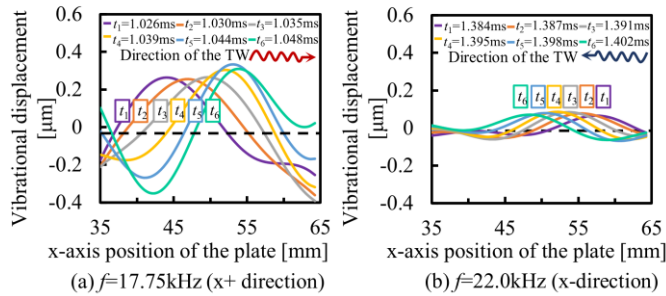 (a)
t1=1.026ms t2=1.030ms t3=1.035ms
t4=1.039ms t5=1.044ms t6=1.048ms
Direction of the TW
Vibrational displacement
[μm]
0.6
0.4
0.2
0.0
-0.2
-0.4
t1 t2 t3 t4 t5 t6
35 45 55 65
x-axis position of the plate [mm]
(a) f=17.75kHz (x+ direction)
(b)
t1=1.384ms t2=1.387ms t3=1.391ms
t4=1.395ms t5=1.398ms t6=1.402ms
Direction of the TW
Vibrational displacement
[μm]
0.6
0.4
0.2
0
-0.2
-0.4
t6 t5 t4 t3 t2 t1
35 45 55 65
x-axis position of the plate [mm]
(b) f=22.0kHz (x-direction)